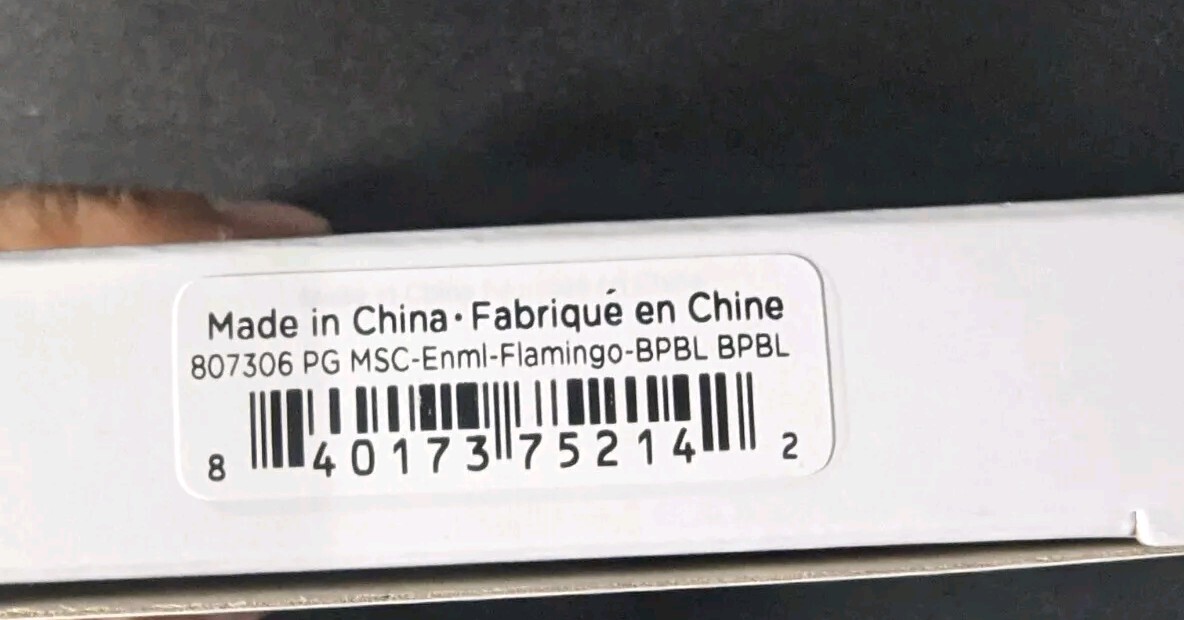 Made in China · Fabriqué en Chine
807306 PG MSC-Enml-Flamingo-BPBL BPBL
8 40173 75214 2